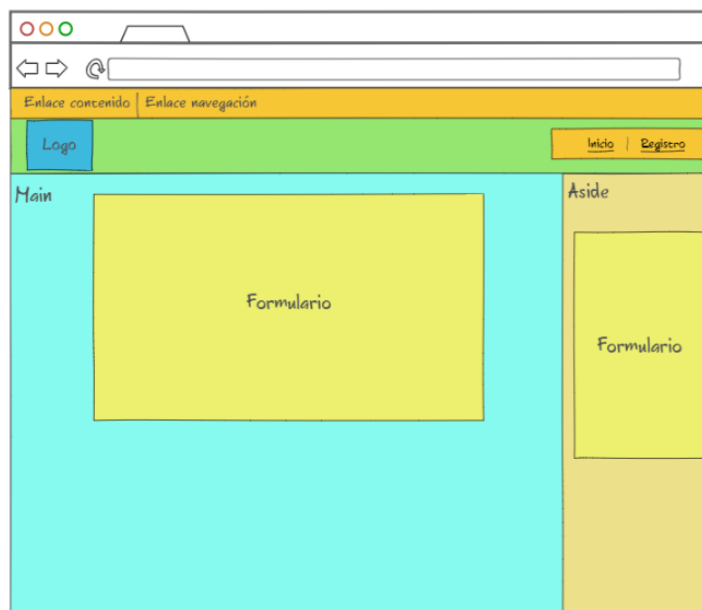 Enlace contenido Enlace navegación
Logo
Inicio Registro
Main
Aside
Formulario
Formulario